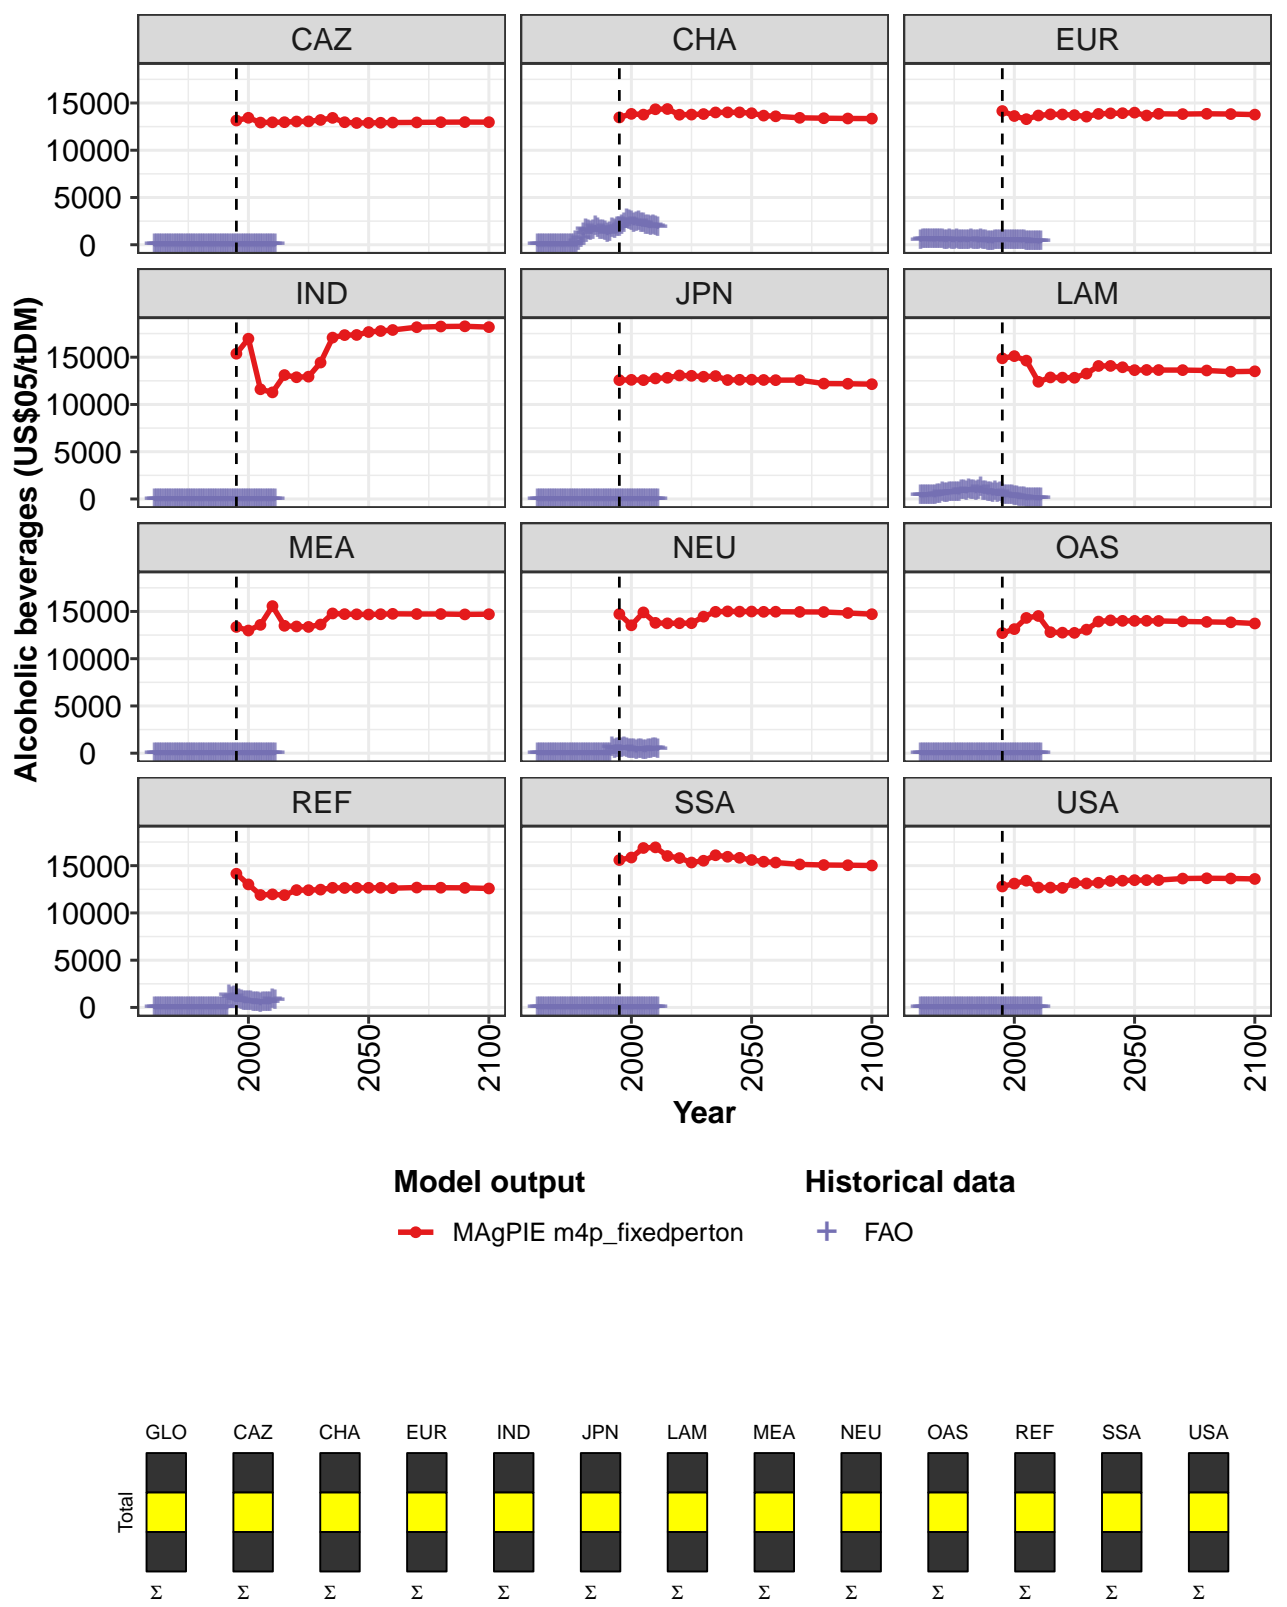 CAZ CHA EUR
15000
10000
5000
0
IND JPN LAM
15000
10000
5000
0
MEA NEU OAS
15000
10000
5000
0
REF SSA USA
15000
10000
5000
0
Alcoholic beverages (US$05/tDM)
2000 2050 2100 2000 2050 2100 2000 2050 2100
Year
Model output Historical data
MAgPIE m4p_fixedperton FAO
GLO CAZ CHA EUR IND JPN LAM MEA NEU OAS REF SSA USA
Total
Σ Σ Σ Σ Σ Σ Σ Σ Σ Σ Σ Σ Σ